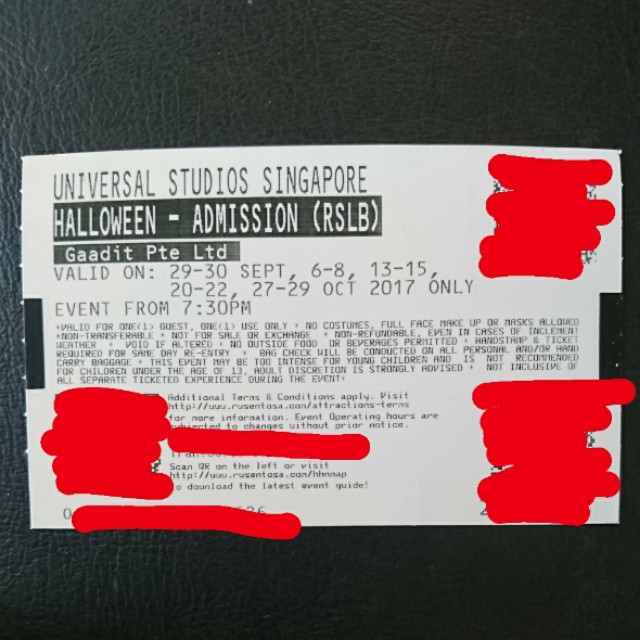 UNIVERSAL STUDIOS SINGAPORE
HALLOWEEN - ADMISSION (RSLB)
Gaadit Pte Ltd
VALID ON: 29-30 SEPT, 6-8, 13-15,
20-22, 27-29 OCT 2017 ONLY
EVENT FROM 7:30PM
*VALID FOR ONE(1) GUEST, ONE(1) USE ONLY * NO COSTUMES, FULL FACE MAKE UP OR MASKS ALLOWED
*NON-TRANSFERABLE * NOT FOR SALE OR EXCHANGE * NON-REFUNDABLE, EVEN IN CASES OF INCLEMENT
WEATHER * VOID IF ALTERED * NO OUTSIDE FOOD OR BEVERAGES PERMITTED * HANDSTAMP & TICKET
REQUIRED FOR SAME DAY RE-ENTRY * BAG CHECK WILL BE CONDUCTED ON ALL PERSONAL AND/OR HAND
CARRY BAGGAGE * THIS EVENT MAY BE TOO INTENSE FOR YOUNG CHILDREN AND IS NOT RECOMMENDED
FOR CHILDREN UNDER THE AGE OF 13, ADULT DISCRETION IS STRONGLY ADVISED * NOT INCLUSIVE OF
ALL SEPARATE TICKETED EXPERIENCE DURING THE EVENT*
Additional Terms & Conditions apply. Visit
http://www.rwsentosa.com/attractions-terms
for more information. Event Operating hours are
subjected to changes without prior notice.
Scan QR on the left or visit
http://www.rwsentosa.com/hhnmap
to download the latest event guide!